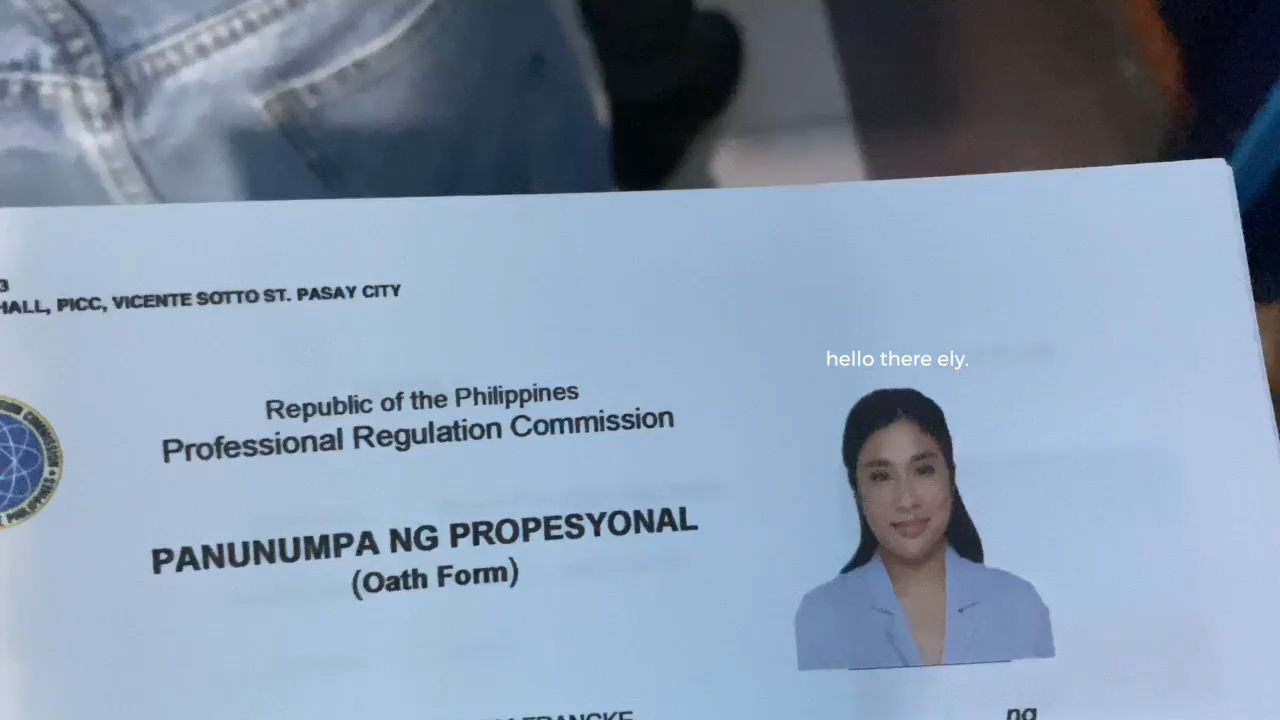 3
HALL, PICC, VICENTE SOTTO ST. PASAY CITY
hello there ely.
Republic of the Philippines
Professional Regulation Commission
PANUNUMPA NG PROPESYONAL
(Oath Form)
ng